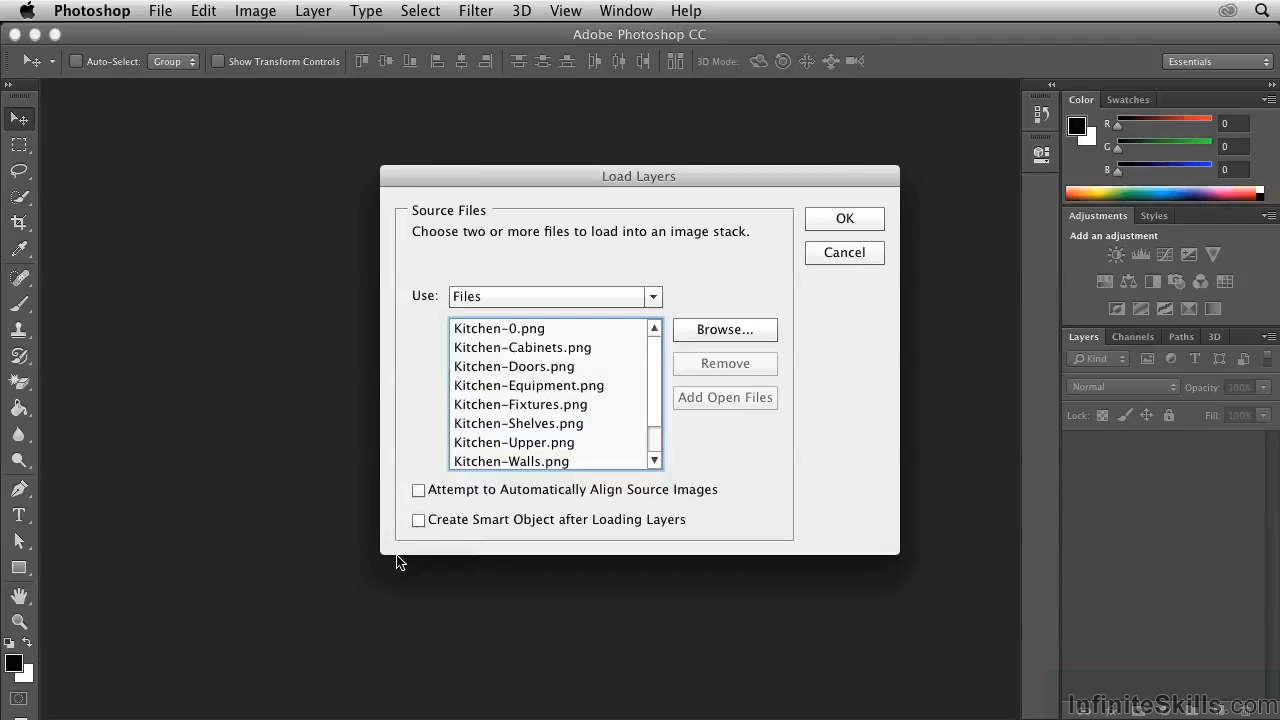 Photoshop File Edit Image Layer Type Select Filter 3D View Window Help
Adobe Photoshop CC
Auto-Select: Group Show Transform Controls 3D Mode: Essentials
Color Swatches
R 0
G 0
B 0
Load Layers
Source Files
Choose two or more files to load into an image stack.
OK
Cancel
Use: Files
Kitchen-0.png
Kitchen-Cabinets.png
Kitchen-Doors.png
Kitchen-Equipment.png
Kitchen-Fixtures.png
Kitchen-Shelves.png
Kitchen-Upper.png
Kitchen-Walls.png
Browse...
Remove
Add Open Files
Attempt to Automatically Align Source Images
Create Smart Object after Loading Layers
Adjustments Styles
Add an adjustment
Layers Channels Paths 3D
Kind
Normal Opacity: 100%
Lock: Fill: 100%
InfiniteSkills.com